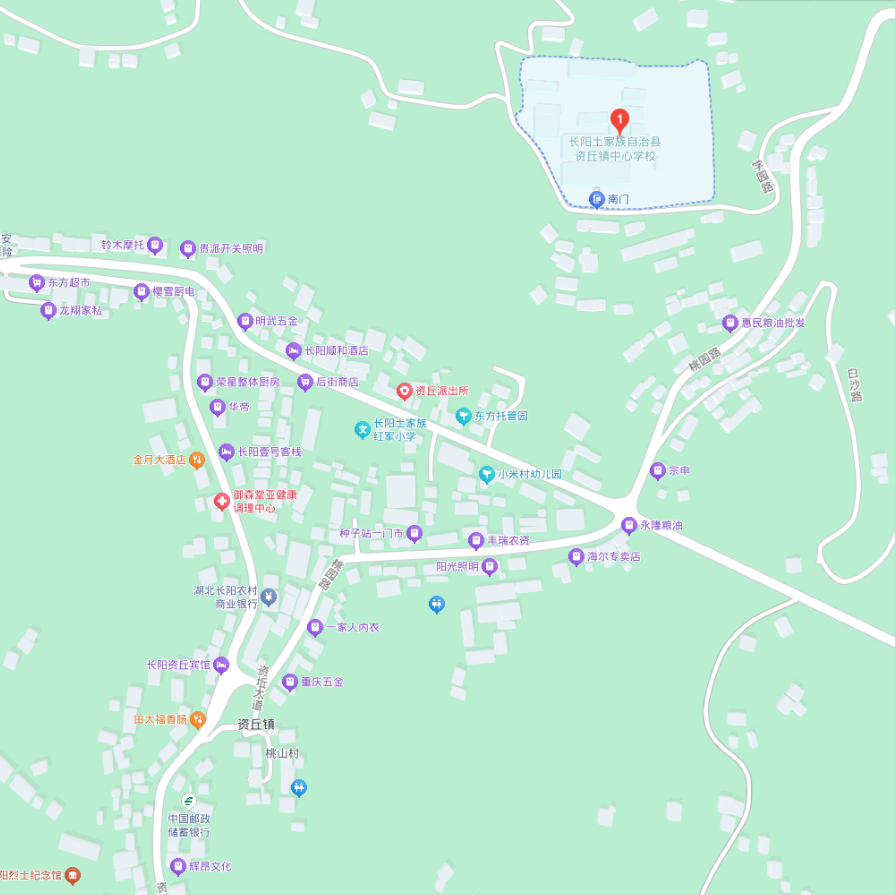 1
长阳土家族自治县
资丘镇中心学校
学园路
南门
安
险
铃木摩托
贵派开关照明
东方超市
樱雪厨电
龙翔家私
明武五金
惠民粮油批发
长阳顺和酒店
桃园路
白沙路
荣星整体厨房
后街商店
资丘派出所
华帝
长阳土家族
红军小学
东方托管园
长阳壹号客栈
金月大酒店
小米村幼儿园
宗申
御森堂亚健康
调理中心
永隆粮油
种子站一门市
丰瑞农资
海尔专卖店
阳光照明
桃园路
湖北长阳农村
商业银行
一家人内衣
长阳资丘宾馆
资坵大道
重庆五金
田太福香肠
资丘镇
桃山村
中国邮政
储蓄银行
辉昂文化
阳烈士纪念馆
资